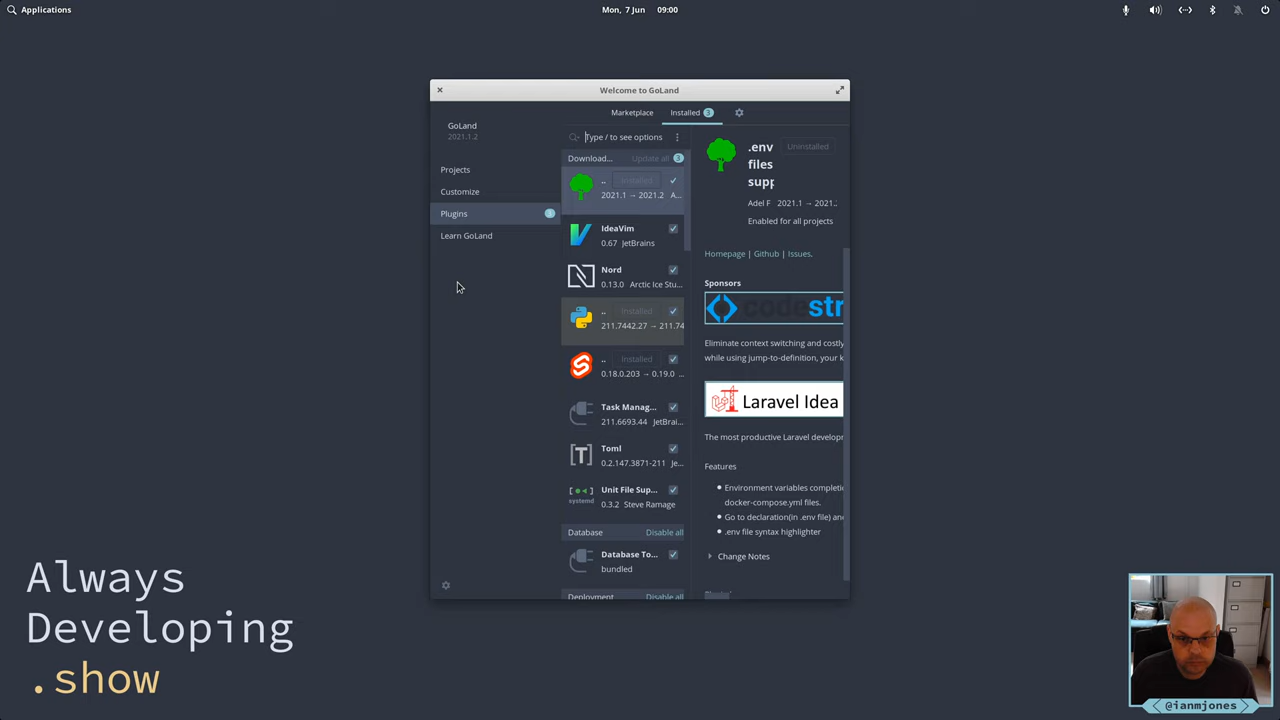 Applications
Mon, 7 Jun 09:00
Welcome to GoLand
Marketplace
Installed 3
GoLand
2021.1.2
Projects
Customize
Plugins 3
Learn GoLand
Type / to see options
Download... Update all 3
.. Installed
2021.1 → 2021.2 A...
IdeaVim
0.67 JetBrains
Nord
0.13.0 Arctic Ice Stu...
.. Installed
211.7442.27 → 211.74
.. Installed
0.18.0.203 → 0.19.0 ...
Task Manag...
211.6693.44 JetBrai...
Toml
0.2.147.3871-211 Je...
Unit File Sup...
0.3.2 Steve Ramage
systemd
Database Disable all
Database To...
bundled
Deployment Disable all
.env
files
supp
Uninstalled
Adel F 2021.1 → 2021.
Enabled for all projects
Homepage | Github | Issues.
Sponsors
codestr
Eliminate context switching and costly
while using jump-to-definition, your k
Laravel Idea
The most productive Laravel develop
Features
Environment variables completi
docker-compose.yml files.
Go to declaration(in .env file) and
.env file syntax highlighter
Change Notes
Always
Developing
.show
@ianmjones